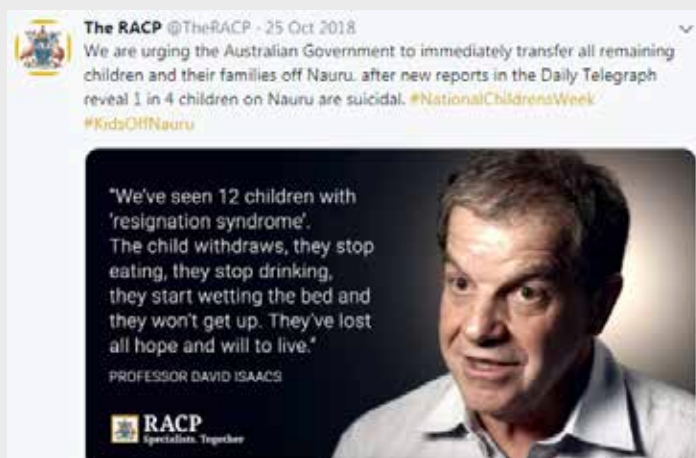 The RACP @TheRACP · 25 Oct 2018
We are urging the Australian Government to immediately transfer all remaining
children and their families off Nauru. after new reports in the Daily Telegraph
reveal 1 in 4 children on Nauru are suicidal. #NationalChildrensWeek
#KidsOffNauru
"We've seen 12 children with
'resignation syndrome'.
The child withdraws, they stop
eating, they stop drinking,
they start wetting the bed and
they won't get up. They've lost
all hope and will to live."
PROFESSOR DAVID ISAACS
RACP
Specialists. Together